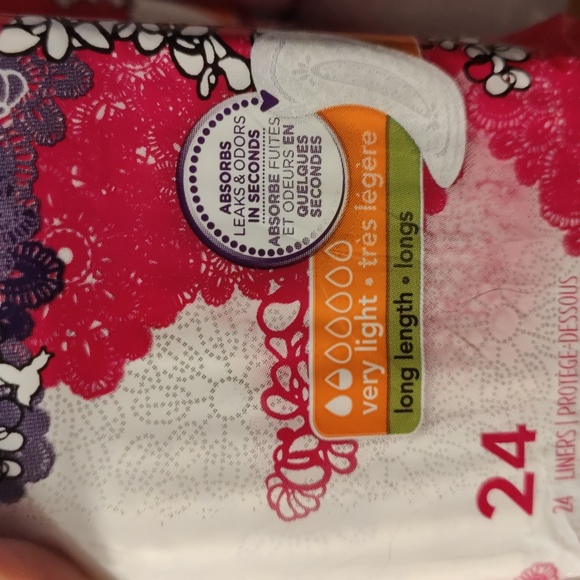 ABSORBS
LEAKS & ODORS
IN SECONDS
ABSORBE FUITES
ET ODEURS EN
QUELQUES
SECONDES
very light • très légère
long length • longs
24
24 LINERS | PROTÈGE-DESSOUS